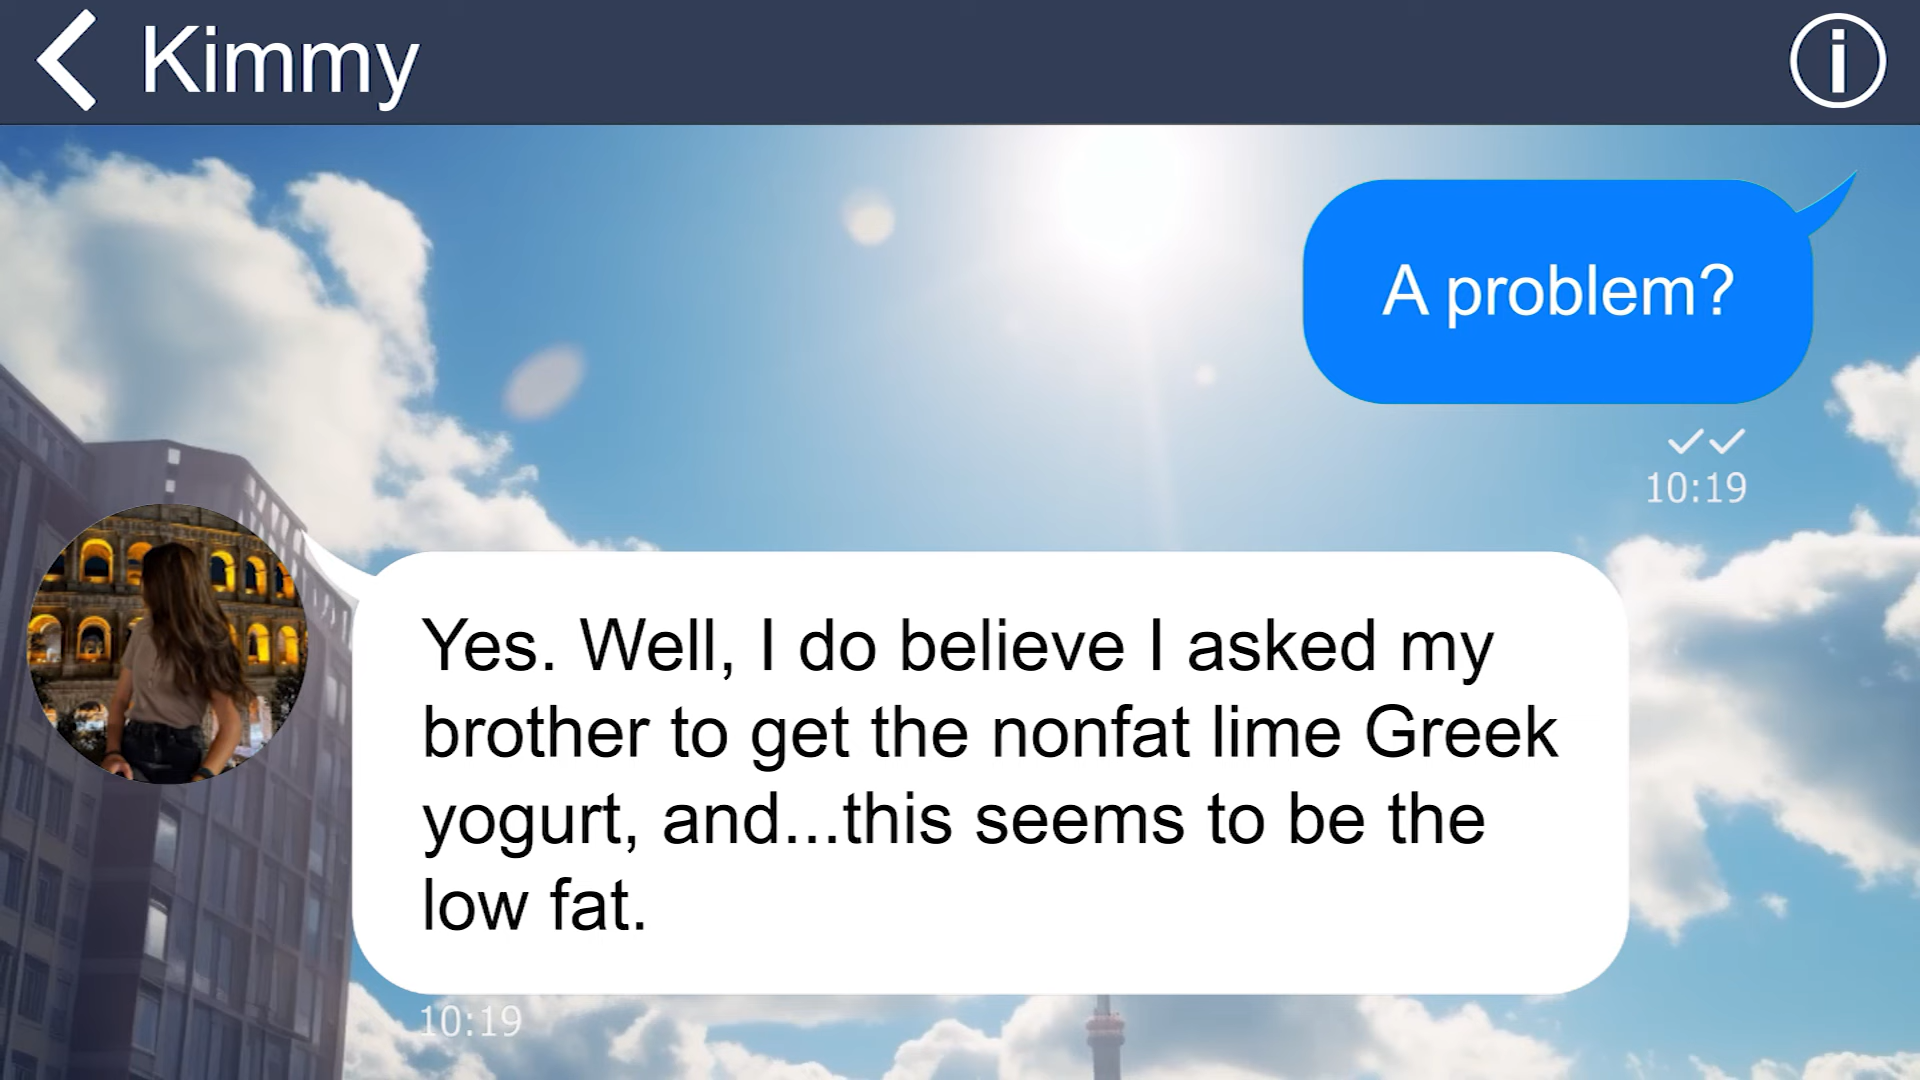 Kimmy
A problem?
10:19
Yes. Well, I do believe I asked my
brother to get the nonfat lime Greek
yogurt, and...this seems to be the
low fat.
10:19